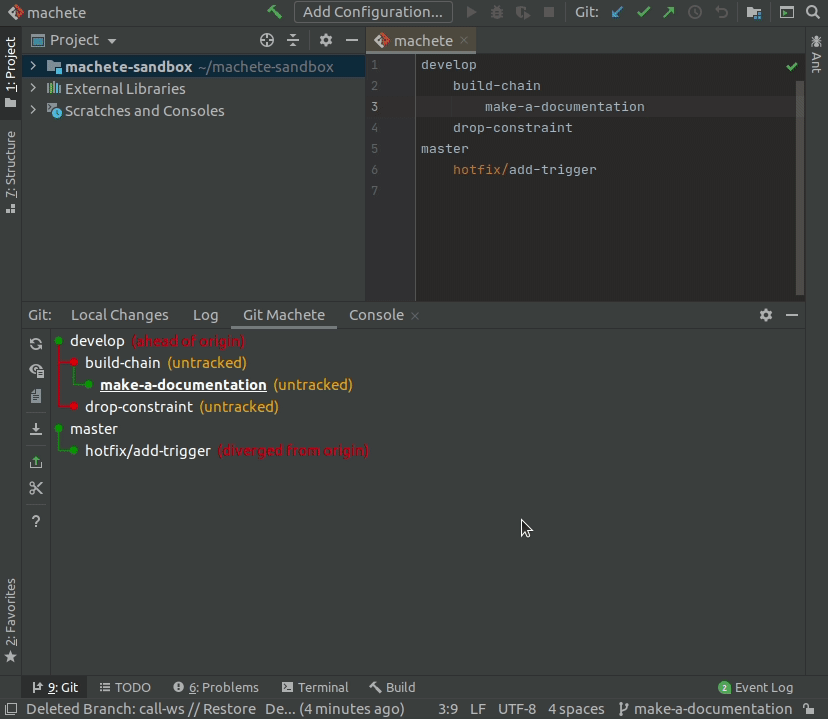 machete
Add Configuration... Git:
1: Project
Project
machete-sandbox ~/machete-sandbox
External Libraries
Scratches and Consoles
machete
1 develop
2 build-chain
3 make-a-documentation
4 drop-constraint
5 master
6 hotfix/add-trigger
7
Ant
7: Structure
Git: Local Changes Log Git Machete Console
develop (ahead of origin)
build-chain (untracked)
make-a-documentation (untracked)
drop-constraint (untracked)
master
hotfix/add-trigger (diverged from origin)
?
2: Favorites
9: Git TODO 6: Problems Terminal Build 2 Event Log
Deleted Branch: call-ws // Restore De... (4 minutes ago) 3:9 LF UTF-8 4 spaces make-a-documentation